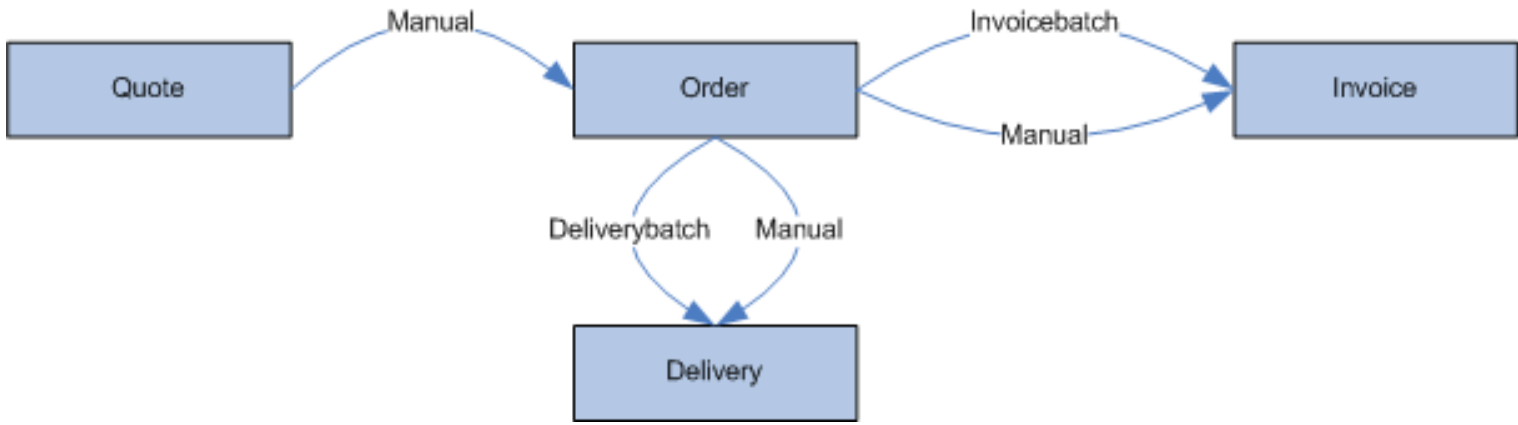 Manual
Invoicebatch
Quote
Order
Invoice
Manual
Deliverybatch
Manual
Delivery